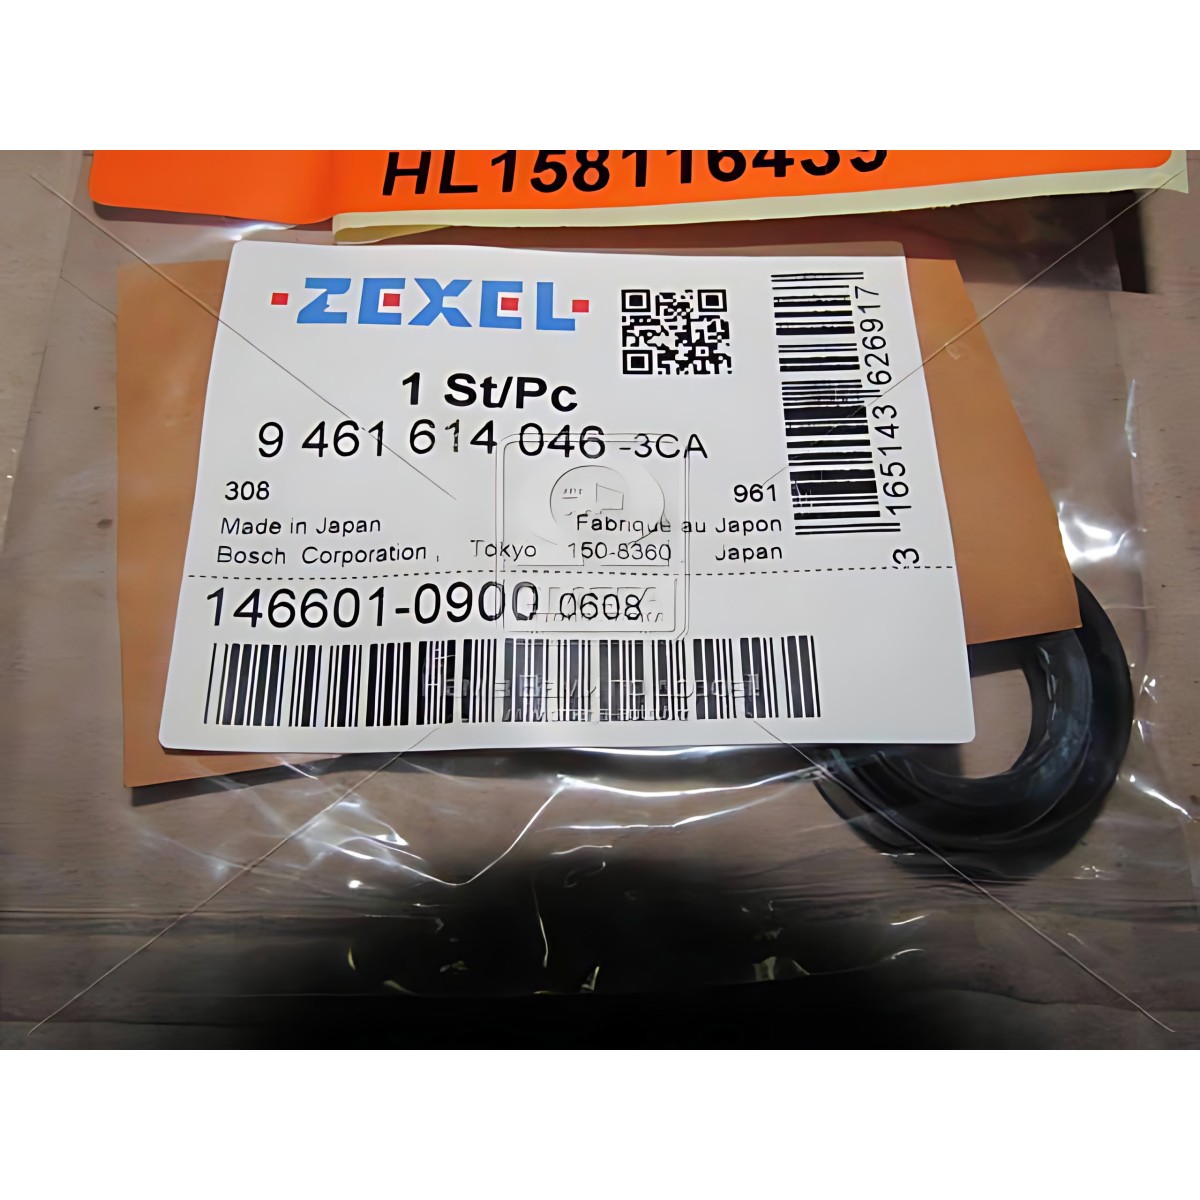 HL158116439
ZEXEL
1 St/Pc
9 461 614 046 -3CA
308 961
Made in Japan Fabrique au Japon
Bosch Corporation, Tokyo 150-8360 Japan
146601-0900 0608
3 165143 626917